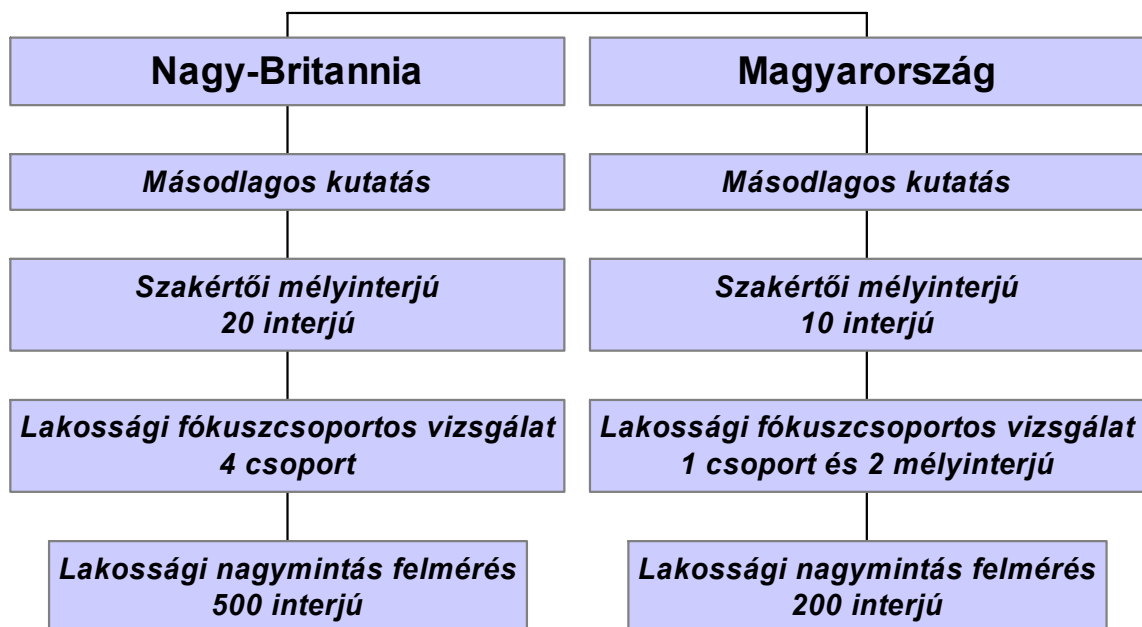 Nagy-Britannia
Másodlagos kutatás
Szakértői mélyinterjú
20 interjú
Lakossági fókuszcsoportos vizsgálat
4 csoport
Lakossági nagymintás felmérés
500 interjú
Magyarország
Másodlagos kutatás
Szakértői mélyinterjú
10 interjú
Lakossági fókuszcsoportos vizsgálat
1 csoport és 2 mélyinterjú
Lakossági nagymintás felmérés
200 interjú